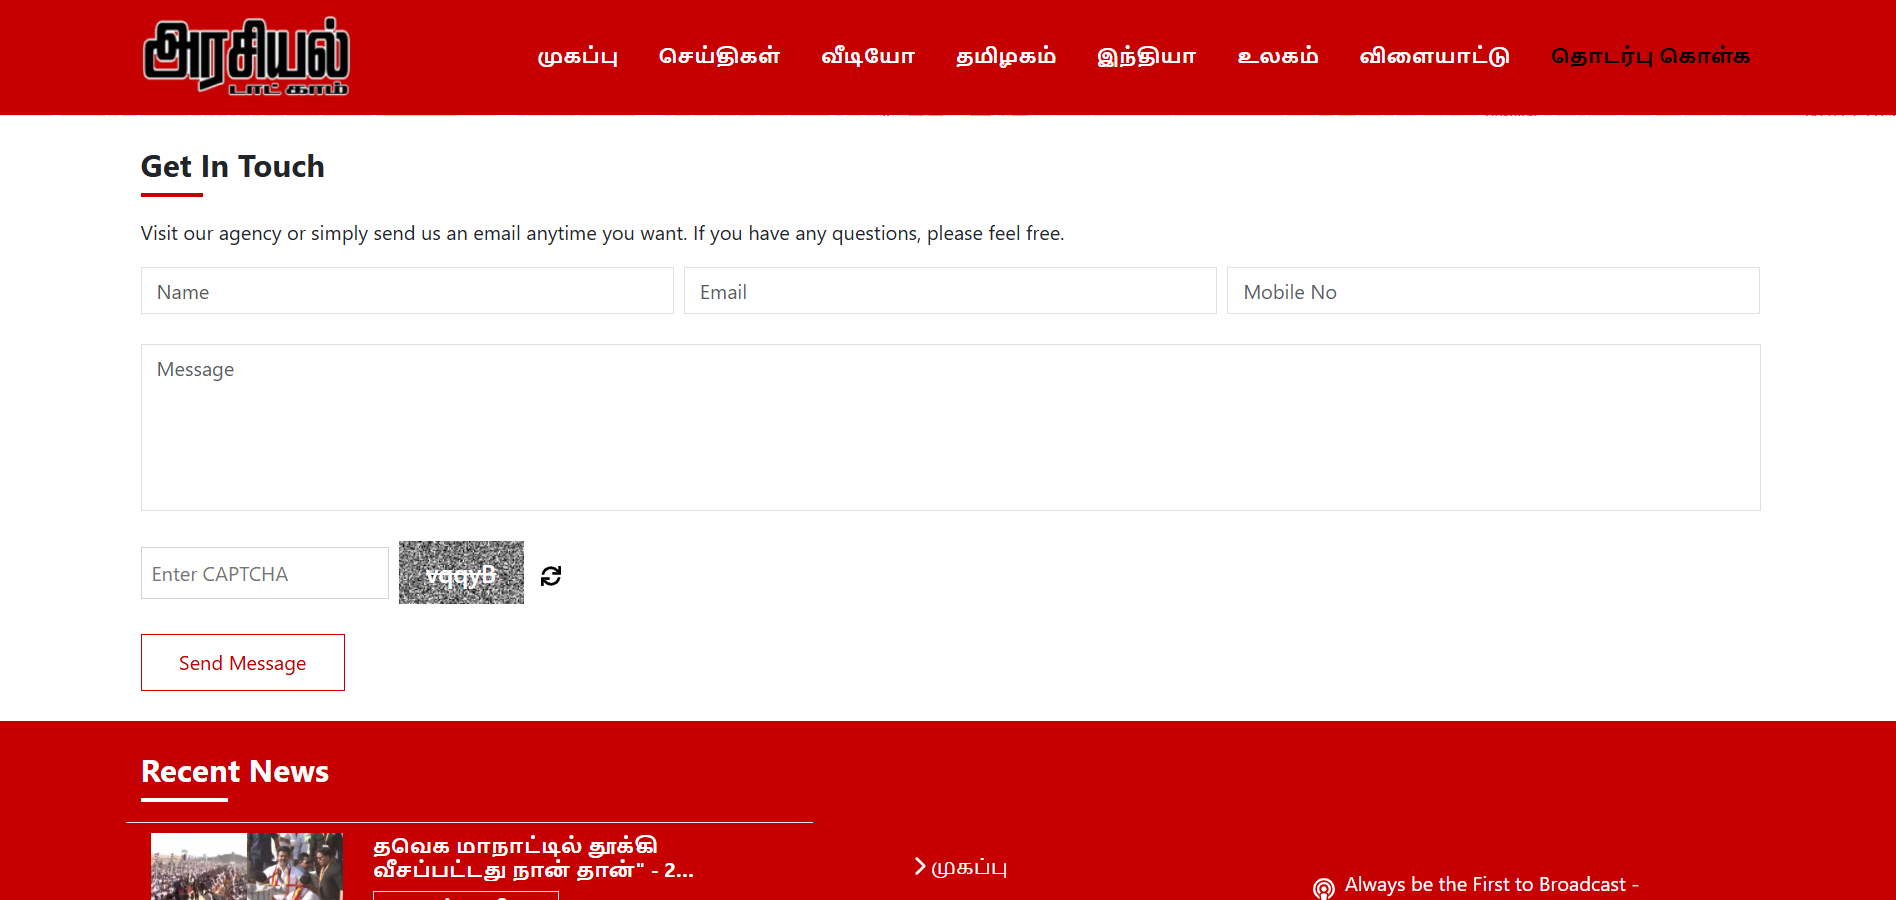 அரசியல்
டாட் காம்
முகப்பு செய்திகள் வீடியோ தமிழகம் இந்தியா உலகம் விளையாட்டு தொடர்பு கொள்க
Get In Touch
Visit our agency or simply send us an email anytime you want. If you have any questions, please feel free.
Name Email Mobile No
Message
Enter CAPTCHA vqqyB
Send Message
Recent News
தவெக மாநாட்டில் தூக்கி
வீசப்பட்டது நான் தான்" - 2...
முகப்பு
Always be the First to Broadcast -